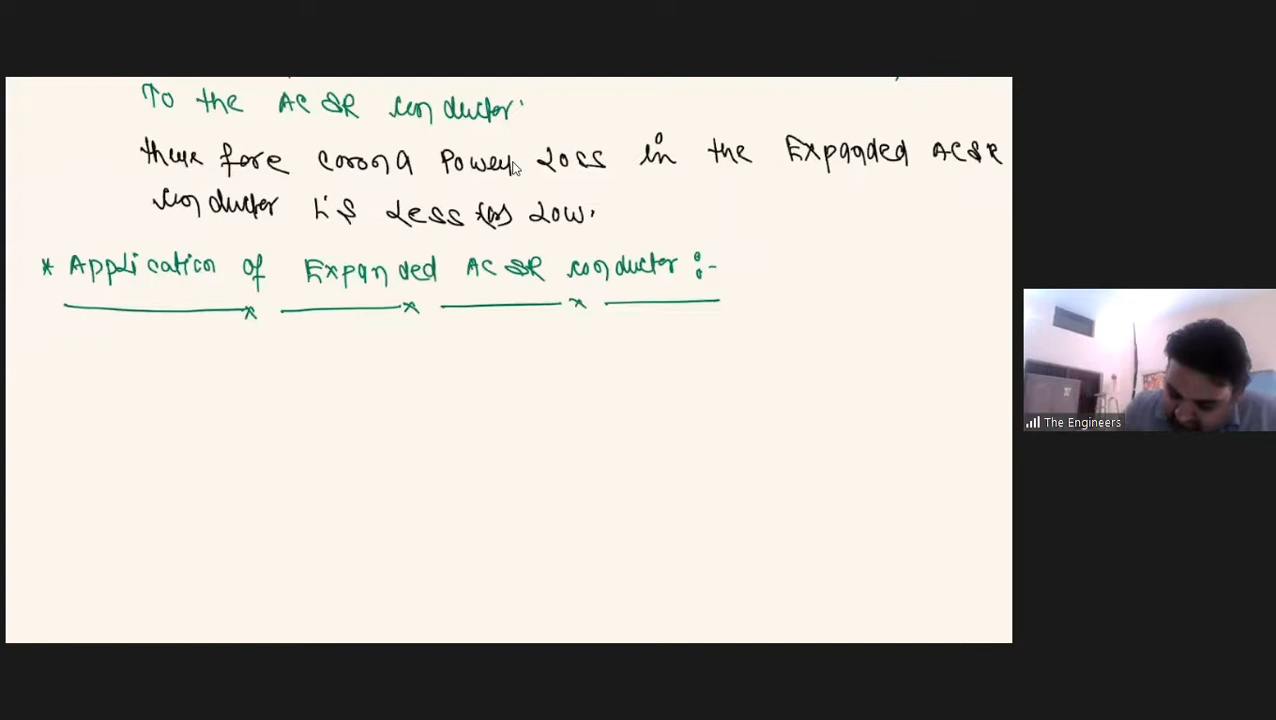 To the ACSR conductor.
therefore corona Power Loss in the Expanded ACSR
conductor is Less (or) Low.
* Application of Expanded ACSR conductor :-
The Engineers